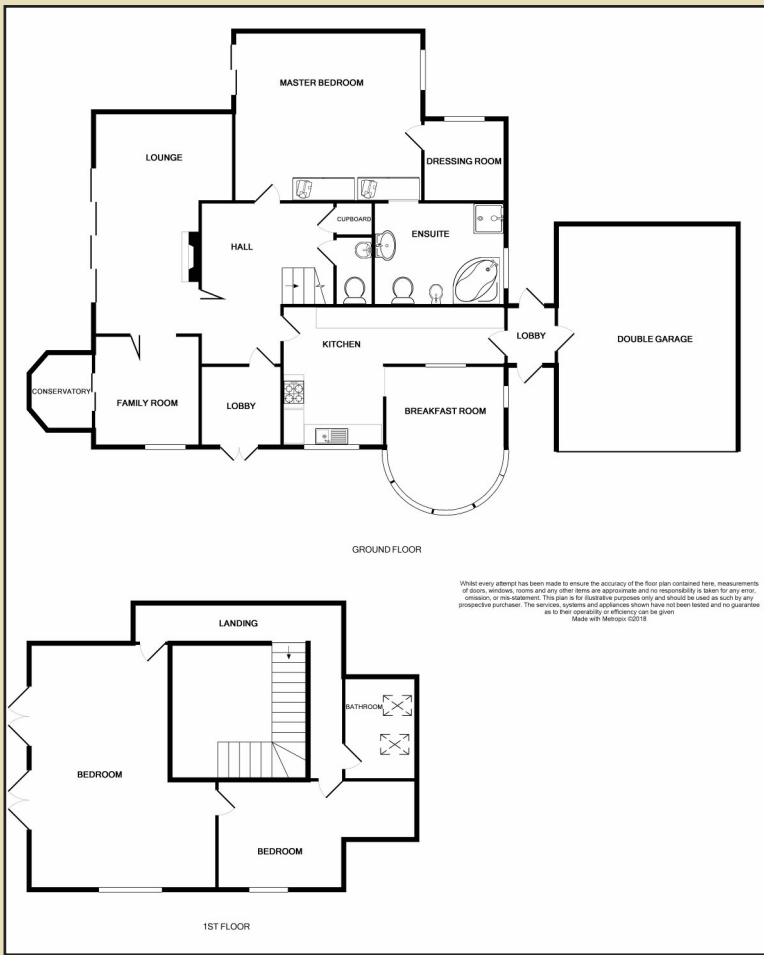 MASTER BEDROOM
LOUNGE
DRESSING ROOM
CUPBOARD
HALL
ENSUITE
KITCHEN
LOBBY
DOUBLE GARAGE
CONSERVATORY
FAMILY ROOM
LOBBY
BREAKFAST ROOM
GROUND FLOOR
Whilst every attempt has been made to ensure the accuracy of the floor plan contained here, measurements
of doors, windows, rooms and any other items are approximate and no responsibility is taken for any error,
omission, or mis-statement. This plan is for illustrative purposes only and should be used as such by any
prospective purchaser. The services, systems and appliances shown have not been tested and no guarantee
as to their operability or efficiency can be given
Made with Metropix ©2018
LANDING
BATHROOM
BEDROOM
BEDROOM
1ST FLOOR